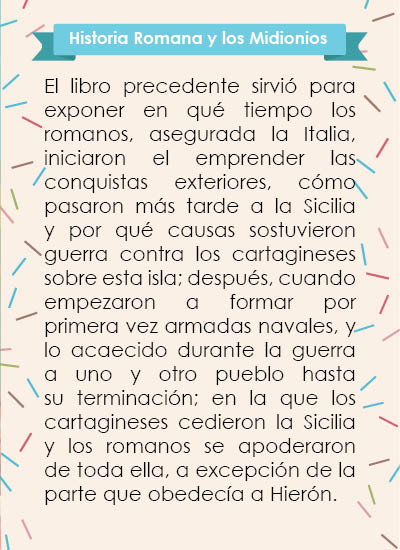 Historia Romana y los Midionios
El libro precedente sirvió para
exponer en qué tiempo los
romanos, asegurada la Italia,
iniciaron el emprender las
conquistas exteriores, cómo
pasaron más tarde a la Sicilia
y por qué causas sostuvieron
guerra contra los cartagineses
sobre esta isla; después, cuando
empezaron a formar por
primera vez armadas navales, y
lo acaecido durante la guerra
a uno y otro pueblo hasta
su terminación; en la que los
cartagineses cedieron la Sicilia
y los romanos se apoderaron
de toda ella, a excepción de la
parte que obedecía a Hierón.